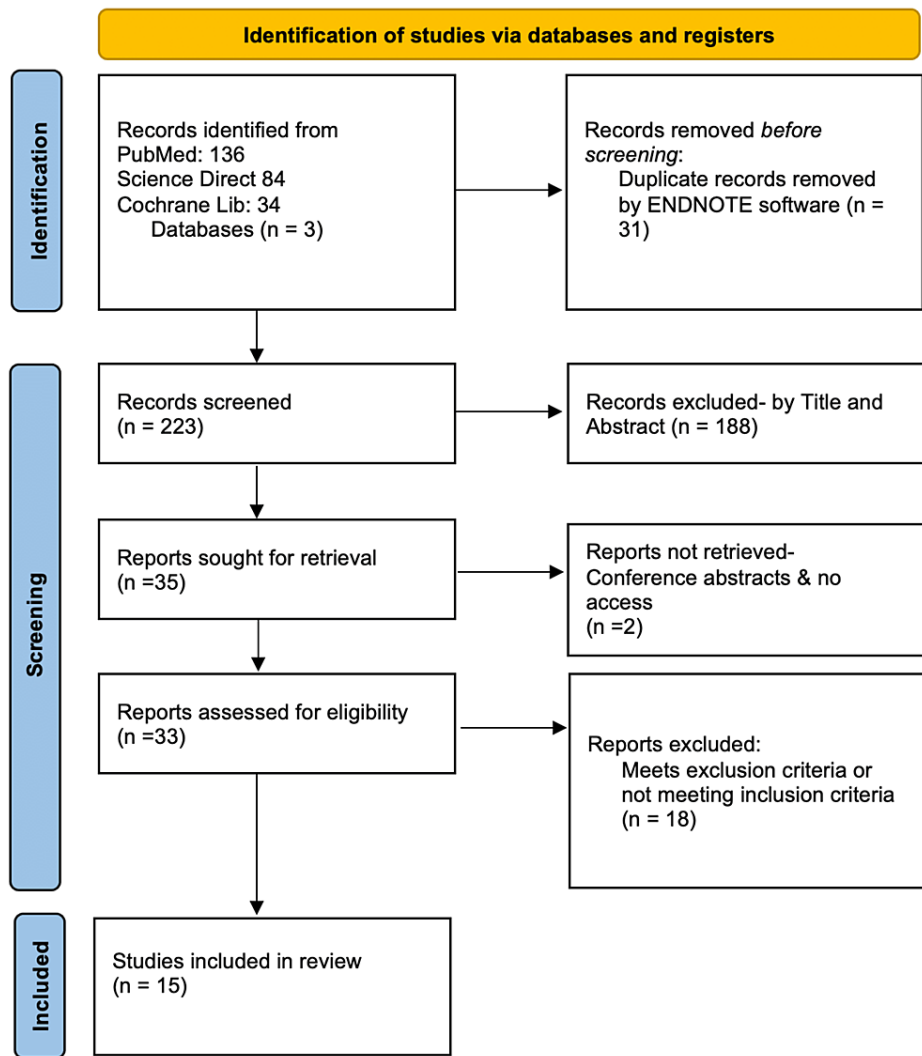 Identification of studies via databases and registers
Identification
Records identified from
PubMed: 136
Science Direct 84
Cochrane Lib: 34
Databases (n = 3)
Records removed before
screening:
Duplicate records removed
by ENDNOTE software (n =
31)
Screening
Records screened
(n = 223)
Records excluded- by Title and
Abstract (n = 188)
Reports sought for retrieval
(n =35)
Reports not retrieved-
Conference abstracts & no
access
(n =2)
Reports assessed for eligibility
(n =33)
Reports excluded:
Meets exclusion criteria or
not meeting inclusion criteria
(n = 18)
Included
Studies included in review
(n = 15)